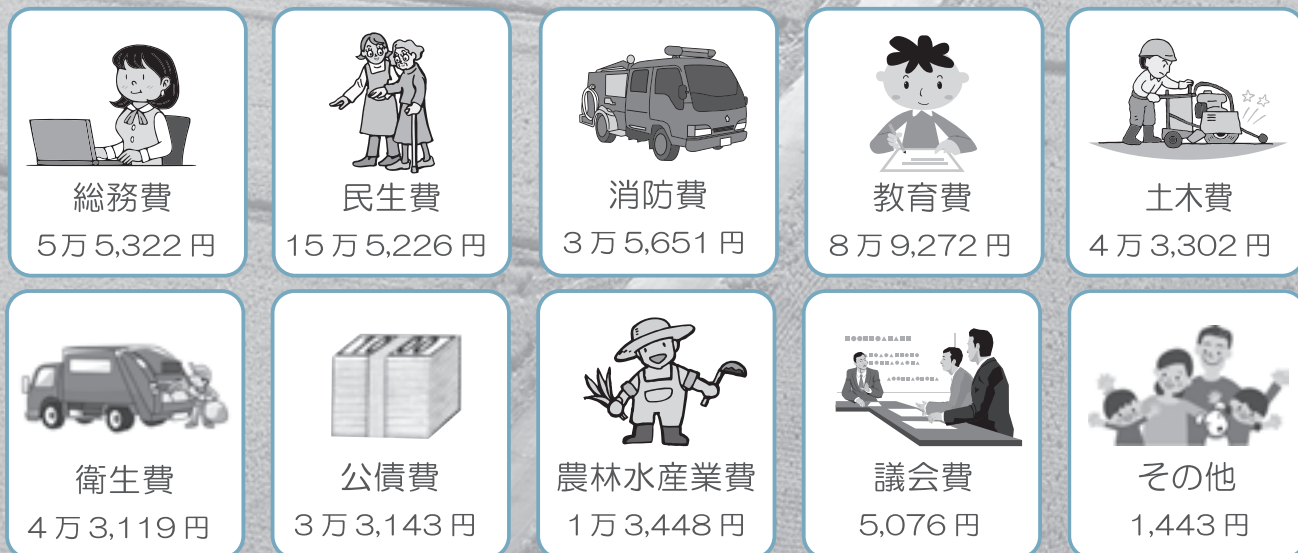 総務費
5万5,322円
民生費
15万5,226円
消防費
3万5,651円
教育費
8万9,272円
土木費
4万3,302円
衛生費
4万3,119円
公債費
3万3,143円
農林水産業費
1万3,448円
議会費
5,076円
その他
1,443円